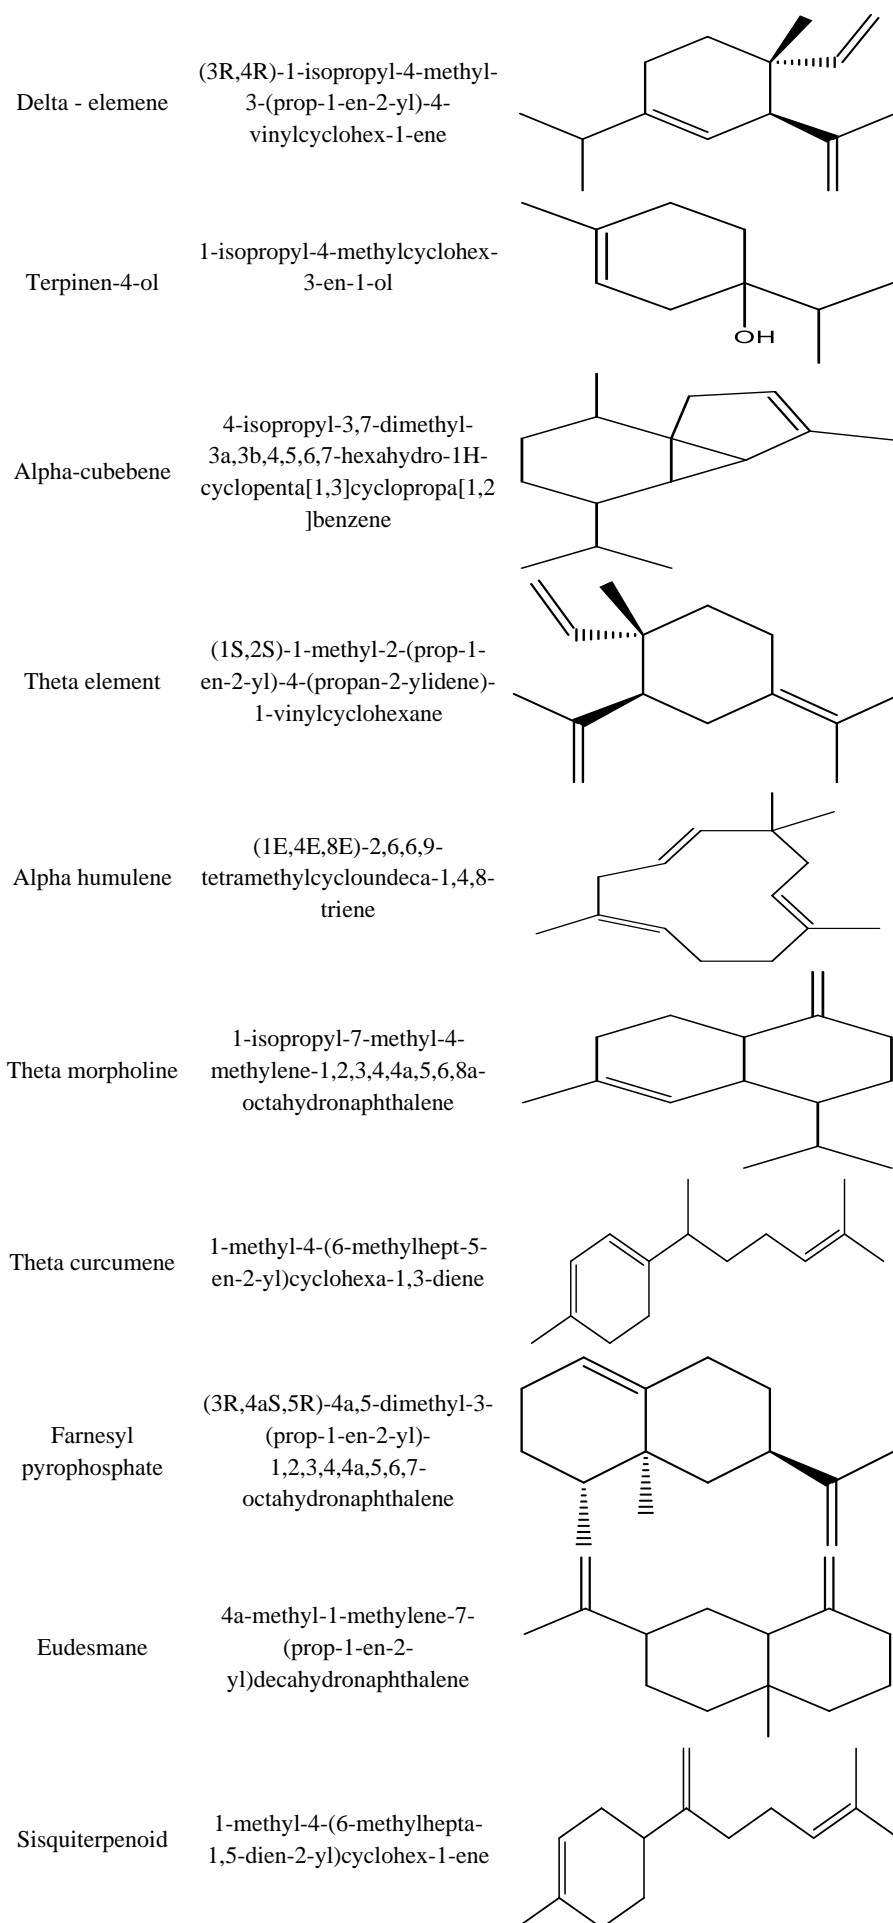 Delta - elemene
(3R,4R)-1-isopropyl-4-methyl-
3-(prop-1-en-2-yl)-4-
vinylcyclohex-1-ene
Terpinen-4-ol
1-isopropyl-4-methylcyclohex-
3-en-1-ol
OH
Alpha-cubebene
4-isopropyl-3,7-dimethyl-
3a,3b,4,5,6,7-hexahydro-1H-
cyclopenta[1,3]cyclopropa[1,2
]benzene
Theta element
(1S,2S)-1-methyl-2-(prop-1-
en-2-yl)-4-(propan-2-ylidene)-
1-vinylcyclohexane
Alpha humulene
(1E,4E,8E)-2,6,6,9-
tetramethylcycloundeca-1,4,8-
triene
Theta morpholine
1-isopropyl-7-methyl-4-
methylene-1,2,3,4,4a,5,6,8a-
octahydronaphthalene
Theta curcumene
1-methyl-4-(6-methylhept-5-
en-2-yl)cyclohexa-1,3-diene
Farnesyl
pyrophosphate
(3R,4aS,5R)-4a,5-dimethyl-3-
(prop-1-en-2-yl)-
1,2,3,4,4a,5,6,7-
octahydronaphthalene
Eudesmane
4a-methyl-1-methylene-7-
(prop-1-en-2-
yl)decahydronaphthalene
Sisquiterpenoid
1-methyl-4-(6-methylhepta-
1,5-dien-2-yl)cyclohex-1-ene